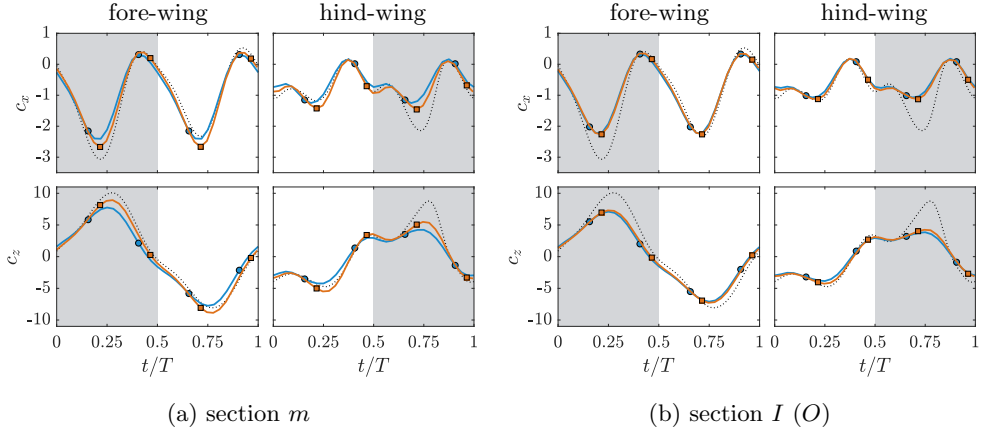 fore-wing hind-wing fore-wing hind-wing
1 1
0 0
-1 -1
-2 -2
-3 -3
c_x c_x
10 10
5 5
0 0
-5 -5
-10 -10
c_z c_z
0 0.25 0.5 0.75 1 0 0.25 0.5 0.75 1 0 0.25 0.5 0.75 1 0 0.25 0.5 0.75 1
t/T t/T t/T t/T
(a) section m (b) section I (O)